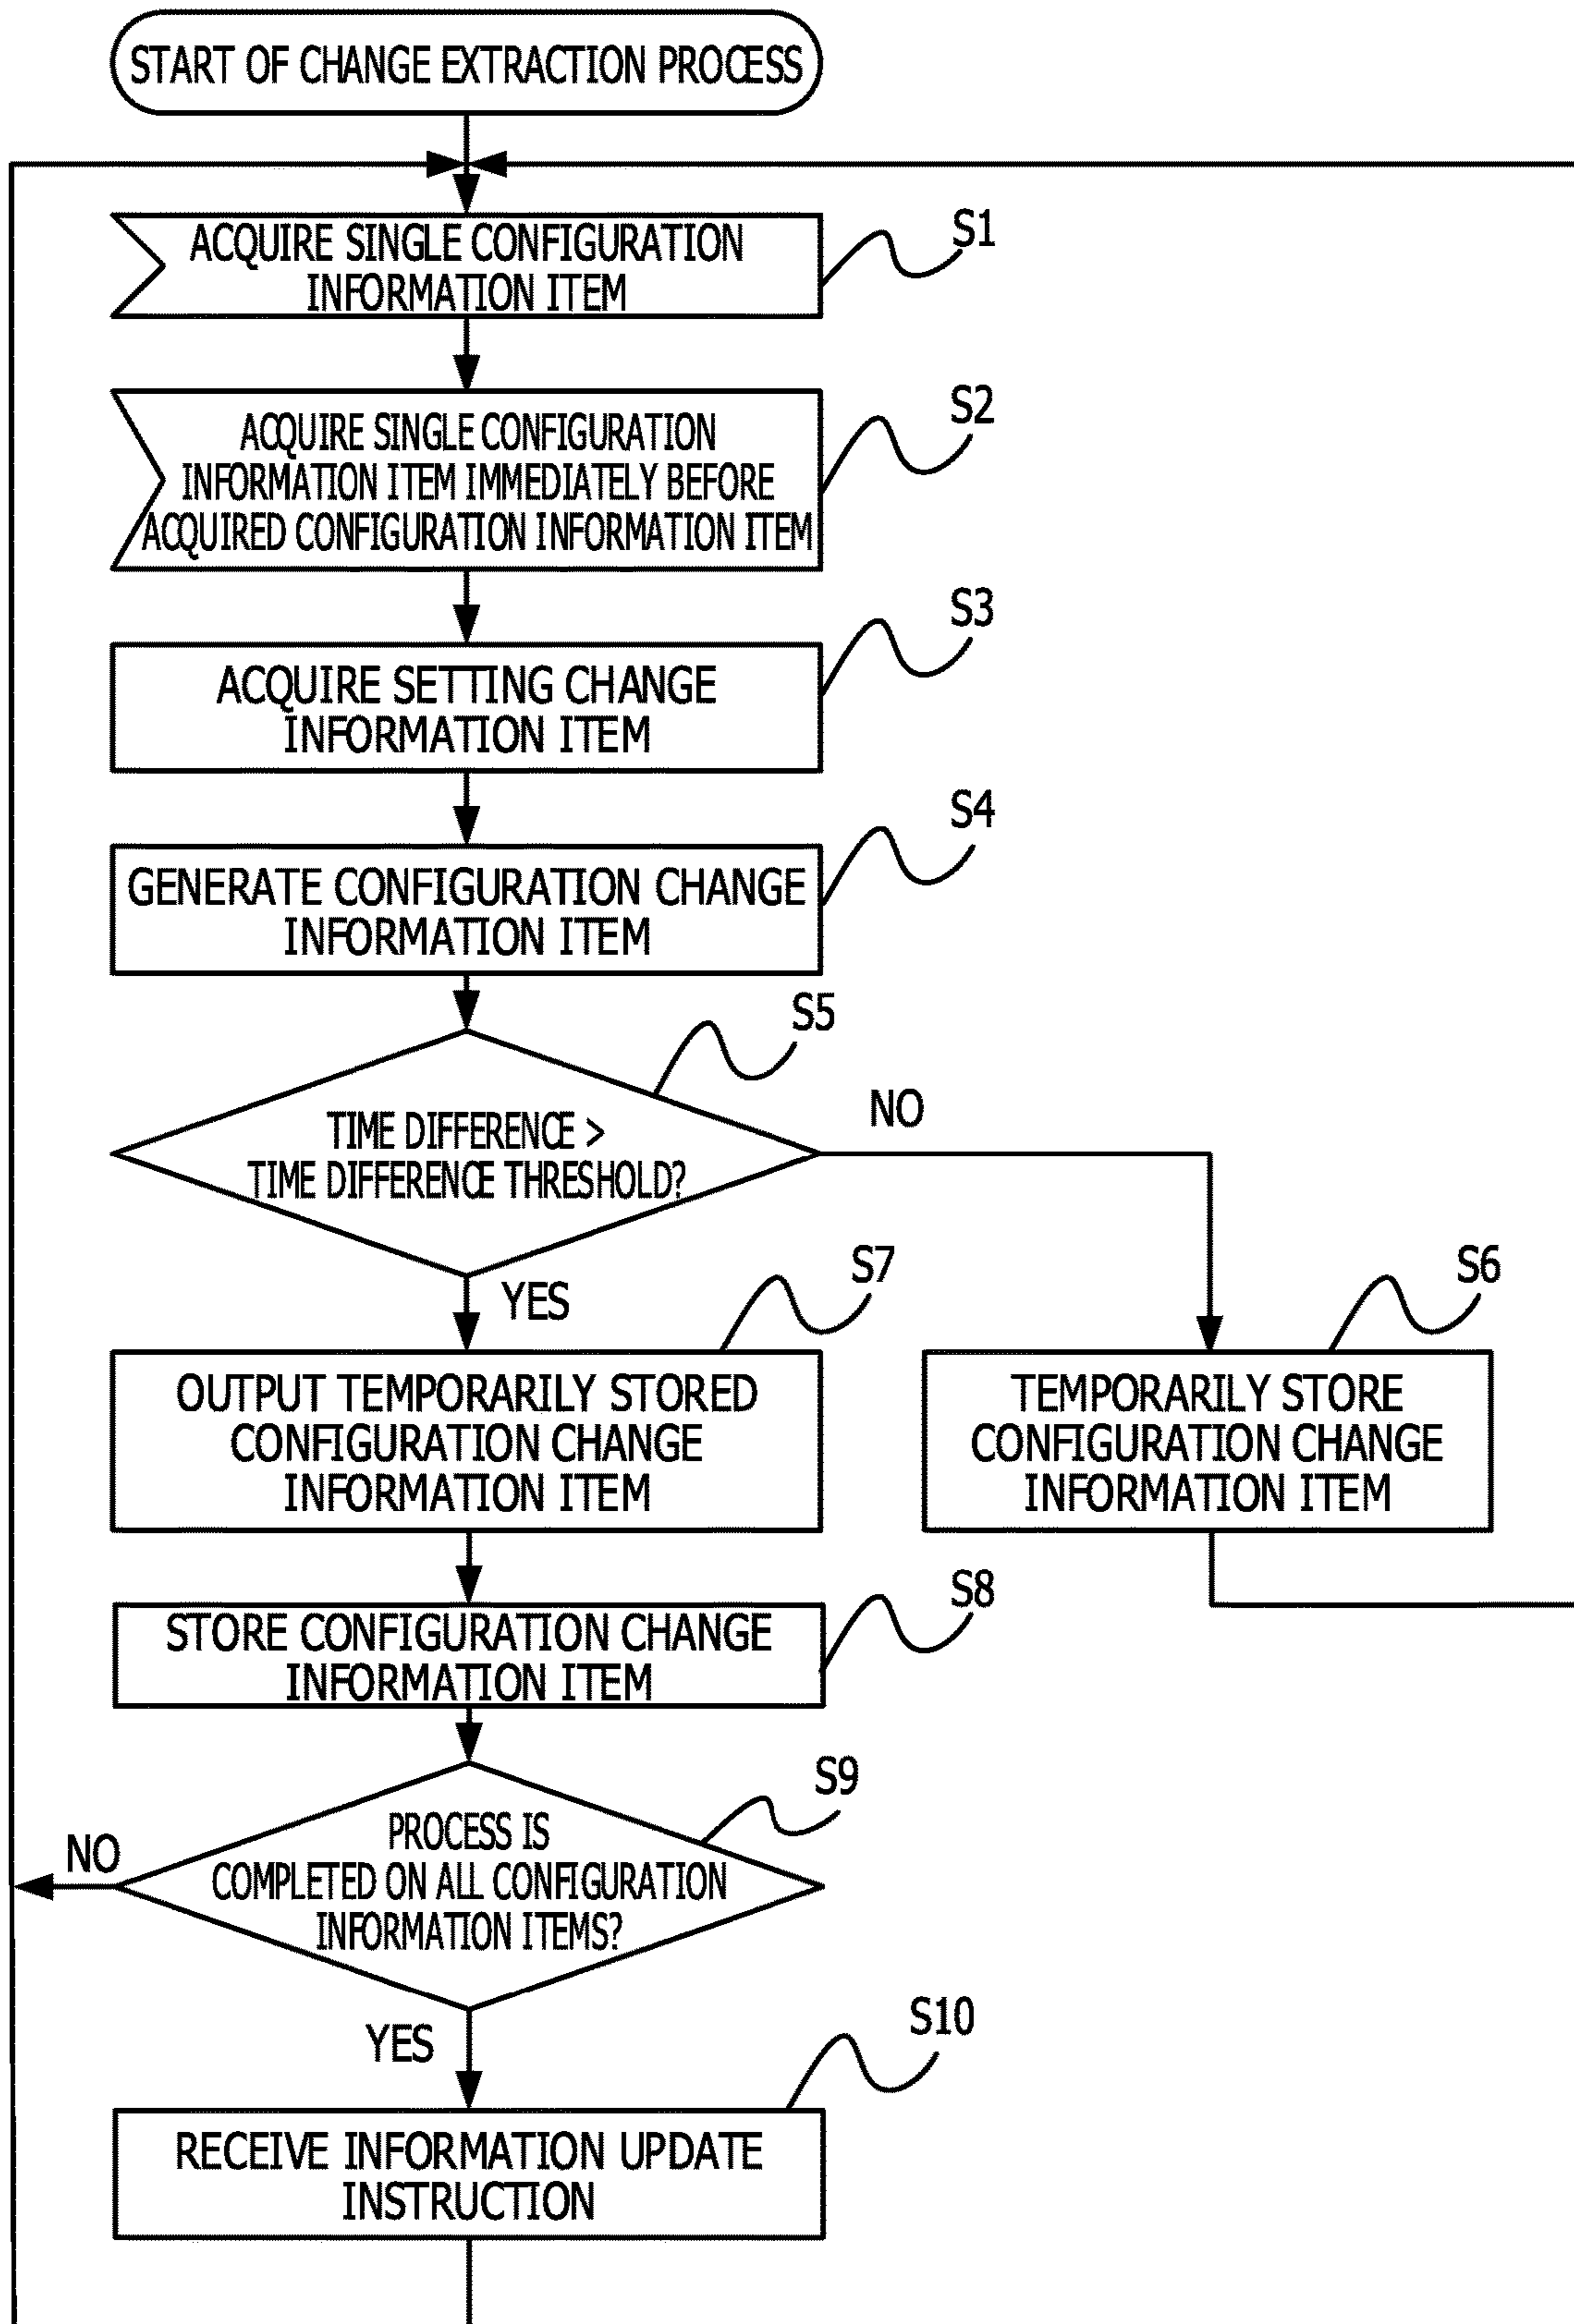 START OF CHANGE EXTRACTION PROCESS
ACQUIRE SINGLE CONFIGURATION
INFORMATION ITEM
S1
ACQUIRE SINGLE CONFIGURATION
INFORMATION ITEM IMMEDIATELY BEFORE
ACQUIRED CONFIGURATION INFORMATION ITEM
S2
ACQUIRE SETTING CHANGE
INFORMATION ITEM
S3
GENERATE CONFIGURATION CHANGE
INFORMATION ITEM
S4
TIME DIFFERENCE >
TIME DIFFERENCE THRESHOLD?
S5
NO
YES
OUTPUT TEMPORARILY STORED
CONFIGURATION CHANGE
INFORMATION ITEM
S7
TEMPORARILY STORE
CONFIGURATION CHANGE
INFORMATION ITEM
S6
STORE CONFIGURATION CHANGE
INFORMATION ITEM
S8
PROCESS IS
COMPLETED ON ALL CONFIGURATION
INFORMATION ITEMS?
S9
NO
YES
RECEIVE INFORMATION UPDATE
INSTRUCTION
S10